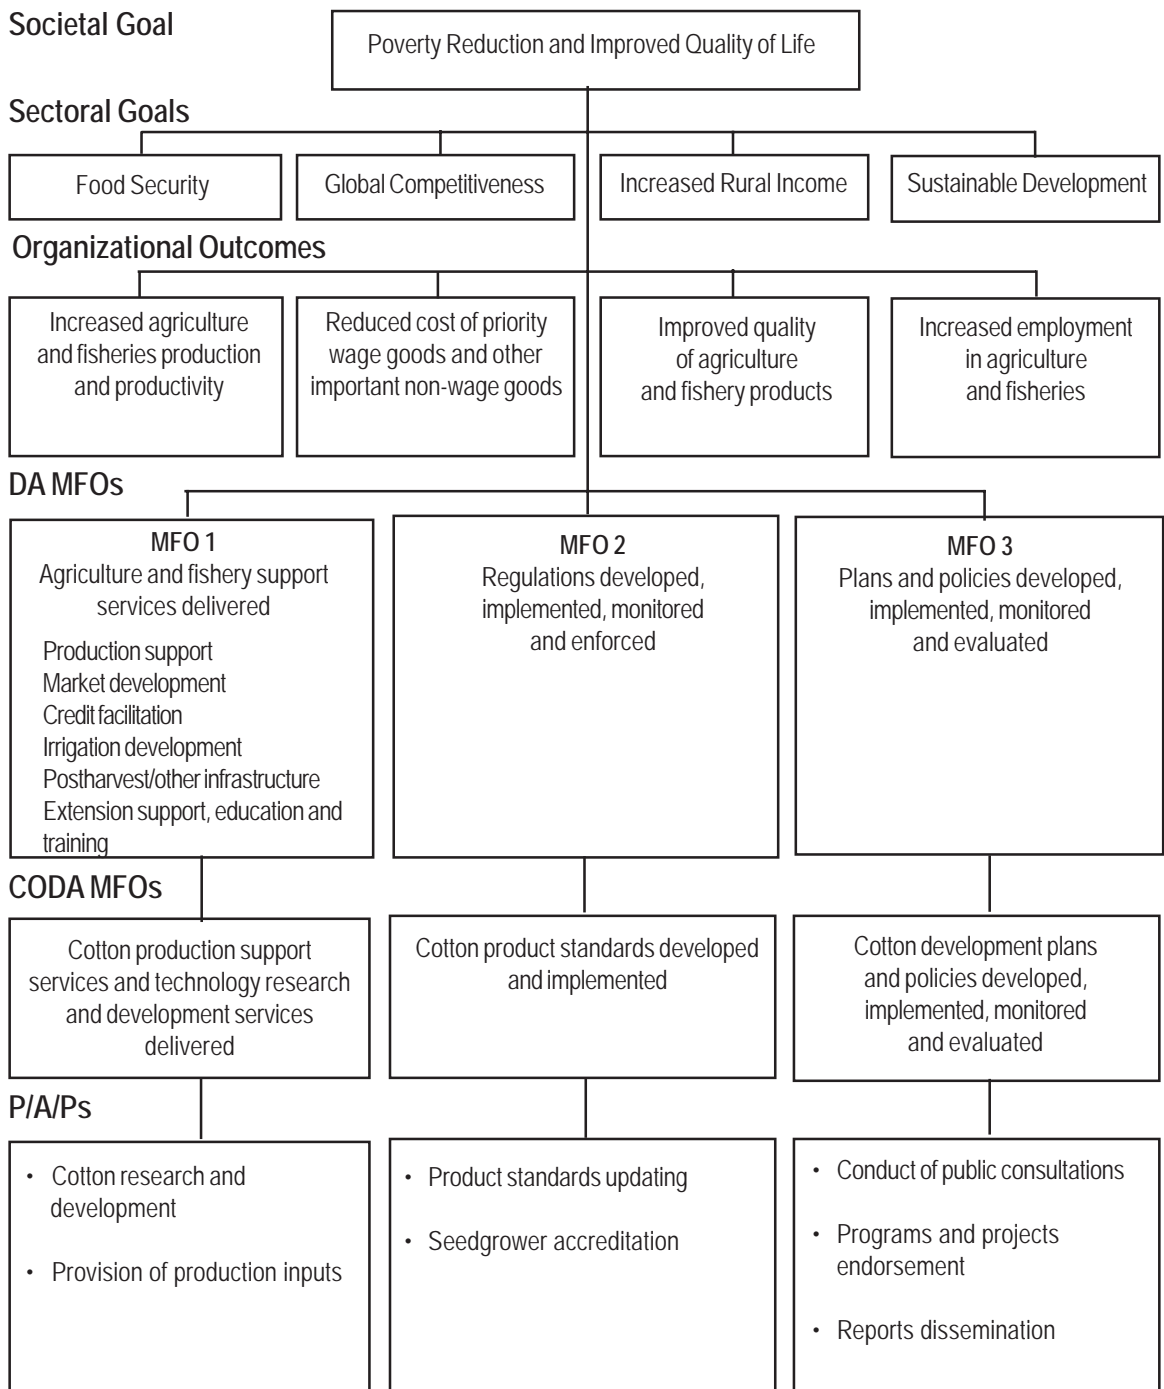 Societal Goal
Poverty Reduction and Improved Quality of Life
Sectoral Goals
Food Security
Global Competitiveness
Increased Rural Income
Sustainable Development
Organizational Outcomes
Increased agriculture
and fisheries production
and productivity
Reduced cost of priority
wage goods and other
important non-wage goods
Improved quality
of agriculture
and fishery products
Increased employment
in agriculture
and fisheries
DA MFOs
MFO 1
Agriculture and fishery support
services delivered
Production support
Market development
Credit facilitation
Irrigation development
Postharvest/other infrastructure
Extension support, education and
training
MFO 2
Regulations developed,
implemented, monitored
and enforced
MFO 3
Plans and policies developed,
implemented, monitored
and evaluated
CODA MFOs
Cotton production support
services and technology research
and development services
delivered
Cotton product standards developed
and implemented
Cotton development plans
and policies developed,
implemented, monitored
and evaluated
P/A/Ps
• Cotton research and
development
• Provision of production inputs
• Product standards updating
• Seedgrower accreditation
• Conduct of public consultations
• Programs and projects
endorsement
• Reports dissemination